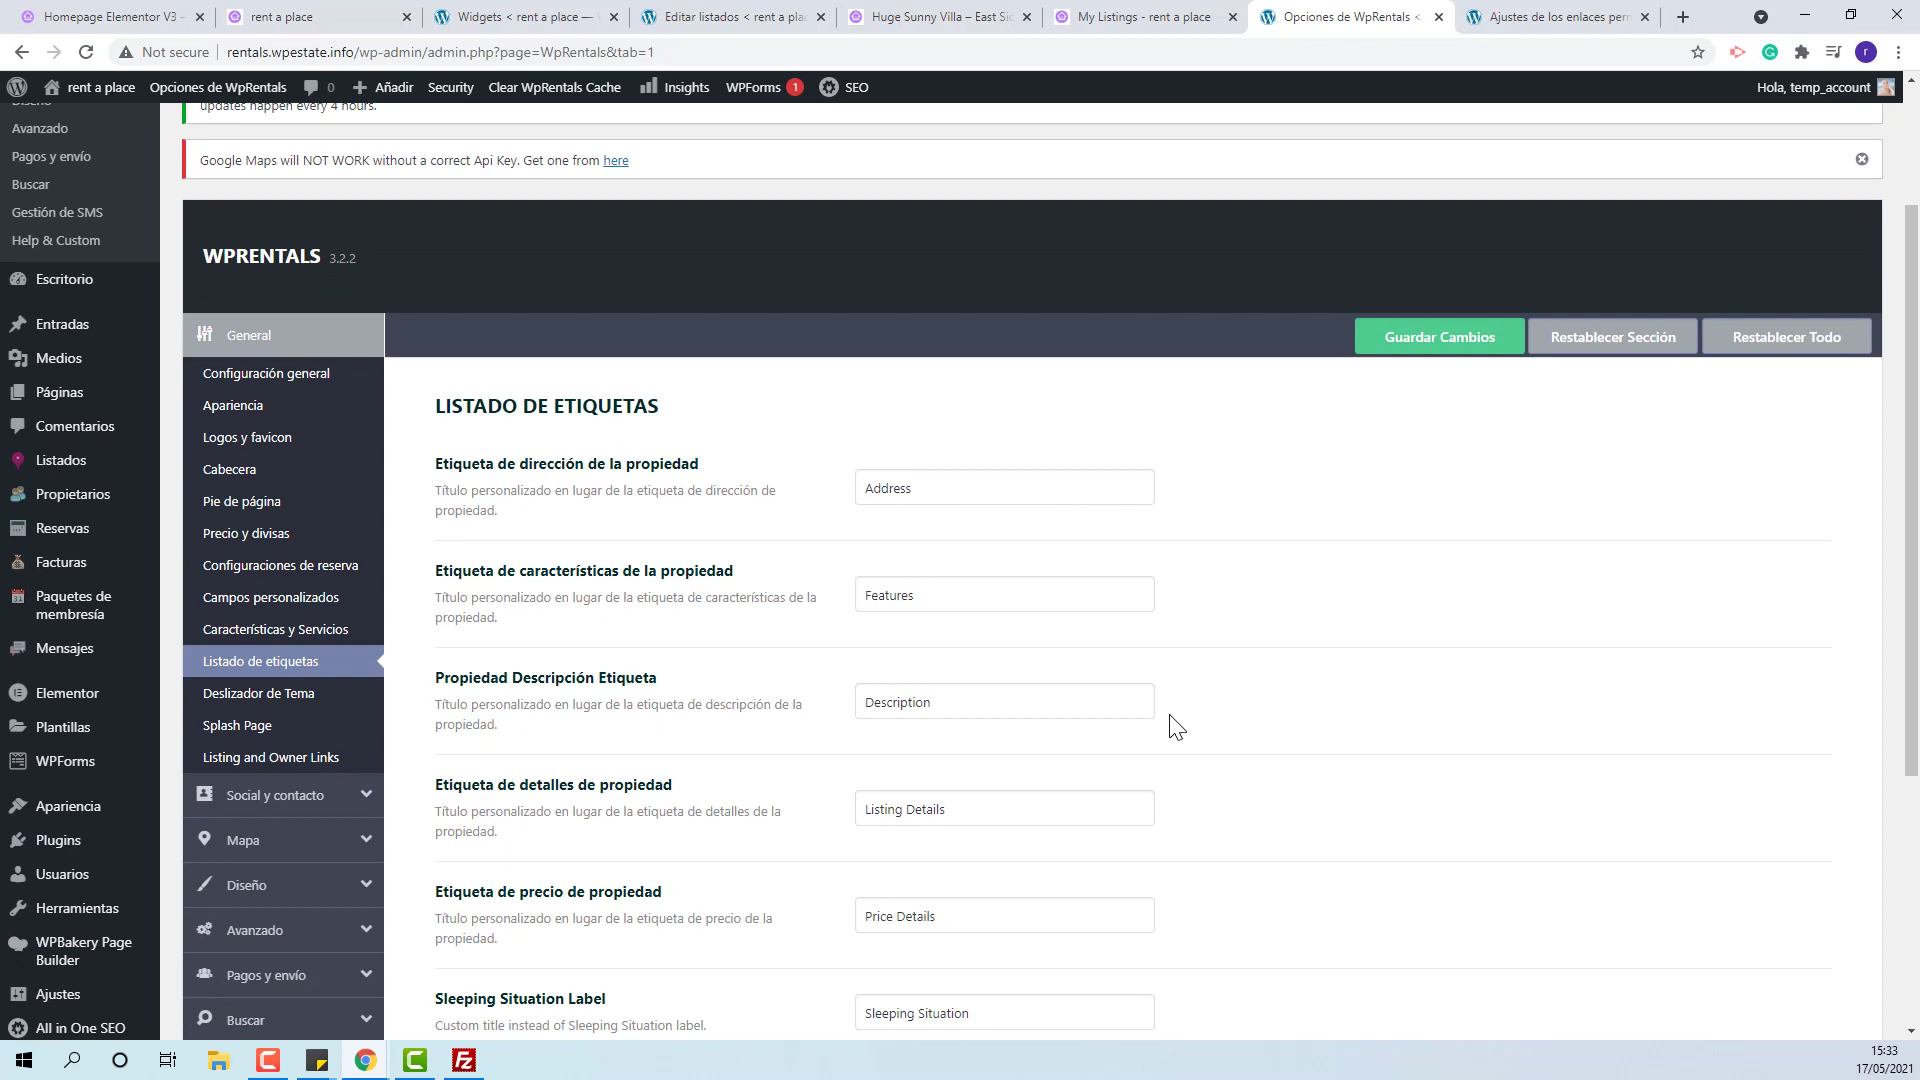 Homepage Elementor V3 –
rent a place
Widgets < rent a place —
Editar listados < rent a pla
Huge Sunny Villa – East Si
My Listings - rent a place
Opciones de WpRentals <
Ajustes de los enlaces perm
Not secure
rentals.wpestate.info/wp-admin/admin.php?page=WpRentals&tab=1
r
rent a place
Opciones de WpRentals
0
Añadir
Security
Clear WpRentals Cache
Insights
WPForms 1
SEO
Hola, temp_account
Diseño
Avanzado
Pagos y envío
Buscar
Gestión de SMS
Help & Custom
Escritorio
Entradas
Medios
Páginas
Comentarios
Listados
Propietarios
Reservas
Facturas
Paquetes de
membresía
Mensajes
Elementor
Plantillas
WPForms
Apariencia
Plugins
Usuarios
Herramientas
WPBakery Page
Builder
Ajustes
All in One SEO
updates happen every 4 hours.
Google Maps will NOT WORK without a correct Api Key. Get one from here
WPRENTALS 3.2.2
General
Configuración general
Apariencia
Logos y favicon
Cabecera
Pie de página
Precio y divisas
Configuraciones de reserva
Campos personalizados
Características y Servicios
Listado de etiquetas
Deslizador de Tema
Splash Page
Listing and Owner Links
Social y contacto
Mapa
Diseño
Avanzado
Pagos y envío
Buscar
Guardar Cambios
Restablecer Sección
Restablecer Todo
LISTADO DE ETIQUETAS
Etiqueta de dirección de la propiedad
Título personalizado en lugar de la etiqueta de dirección de
propiedad.
Address
Etiqueta de características de la propiedad
Título personalizado en lugar de la etiqueta de características de la
propiedad.
Features
Propiedad Descripción Etiqueta
Título personalizado en lugar de la etiqueta de descripción de la
propiedad.
Description
Etiqueta de detalles de propiedad
Título personalizado en lugar de la etiqueta de detalles de la
propiedad.
Listing Details
Etiqueta de precio de propiedad
Título personalizado en lugar de la etiqueta de precio de la
propiedad.
Price Details
Sleeping Situation Label
Custom title instead of Sleeping Situation label.
Sleeping Situation
15:33
17/05/2021